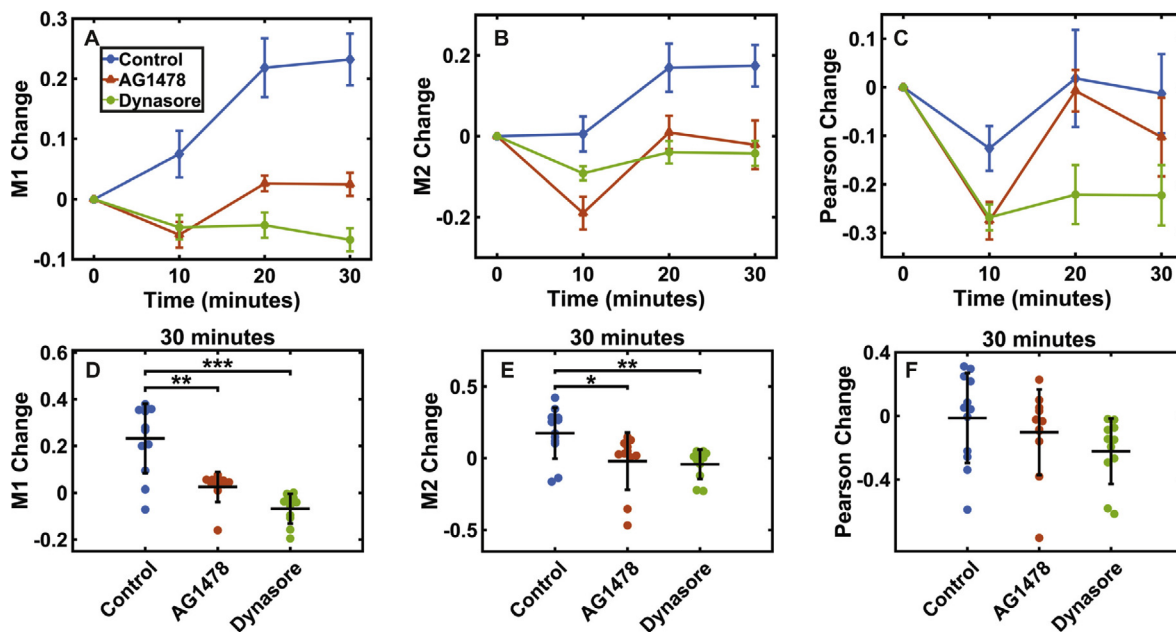 A
Control
AG1478
Dynasore
M1 Change
0.3
0.2
0.1
0
-0.1
0
10
20
30
Time (minutes)
B
M2 Change
0.2
0
-0.2
0
10
20
30
Time (minutes)
C
Pearson Change
0.1
0
-0.1
-0.2
-0.3
0
10
20
30
Time (minutes)
30 minutes
D
***
**
M1 Change
0.6
0.4
0.2
0
-0.2
Control
AG1478
Dynasore
30 minutes
E
**
*
M2 Change
0.5
0
-0.5
Control
AG1478
Dynasore
30 minutes
F
Pearson Change
0.4
0
-0.4
Control
AG1478
Dynasore